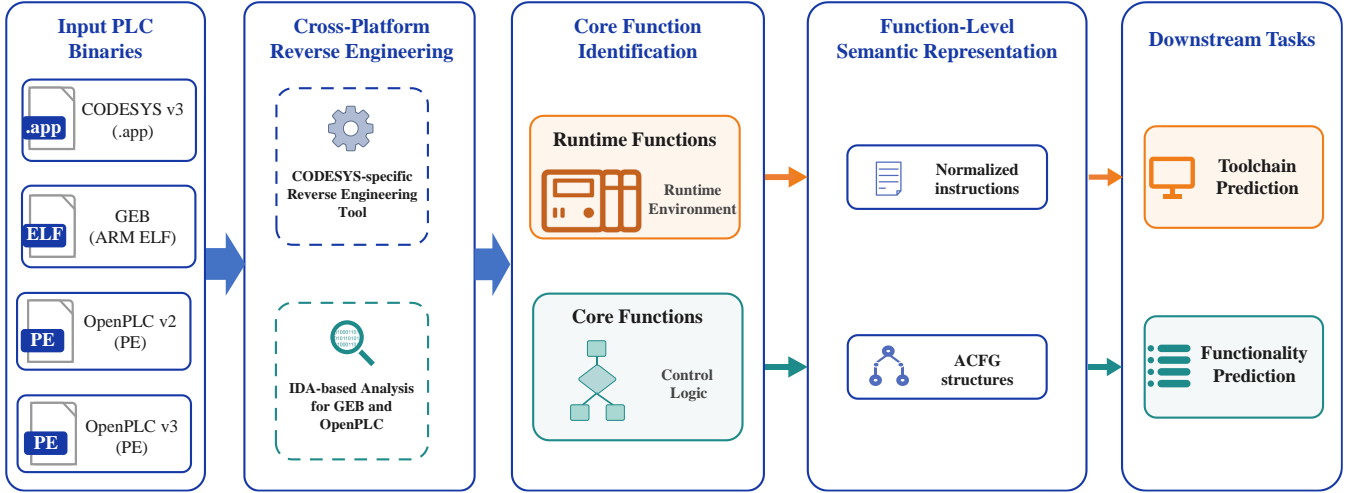 Input PLC
Binaries
.app
CODESYS v3
(.app)
ELF
GEB
(ARM ELF)
PE
OpenPLC v2
(PE)
PE
OpenPLC v3
(PE)
Cross-Platform
Reverse Engineering
CODESYS-specific
Reverse Engineering
Tool
IDA-based Analysis
for GEB and
OpenPLC
Core Function
Identification
Runtime Functions
Runtime
Environment
Core Functions
Control
Logic
Function-Level
Semantic Representation
Normalized
instructions
ACFG
structures
Downstream Tasks
Toolchain
Prediction
Functionality
Prediction